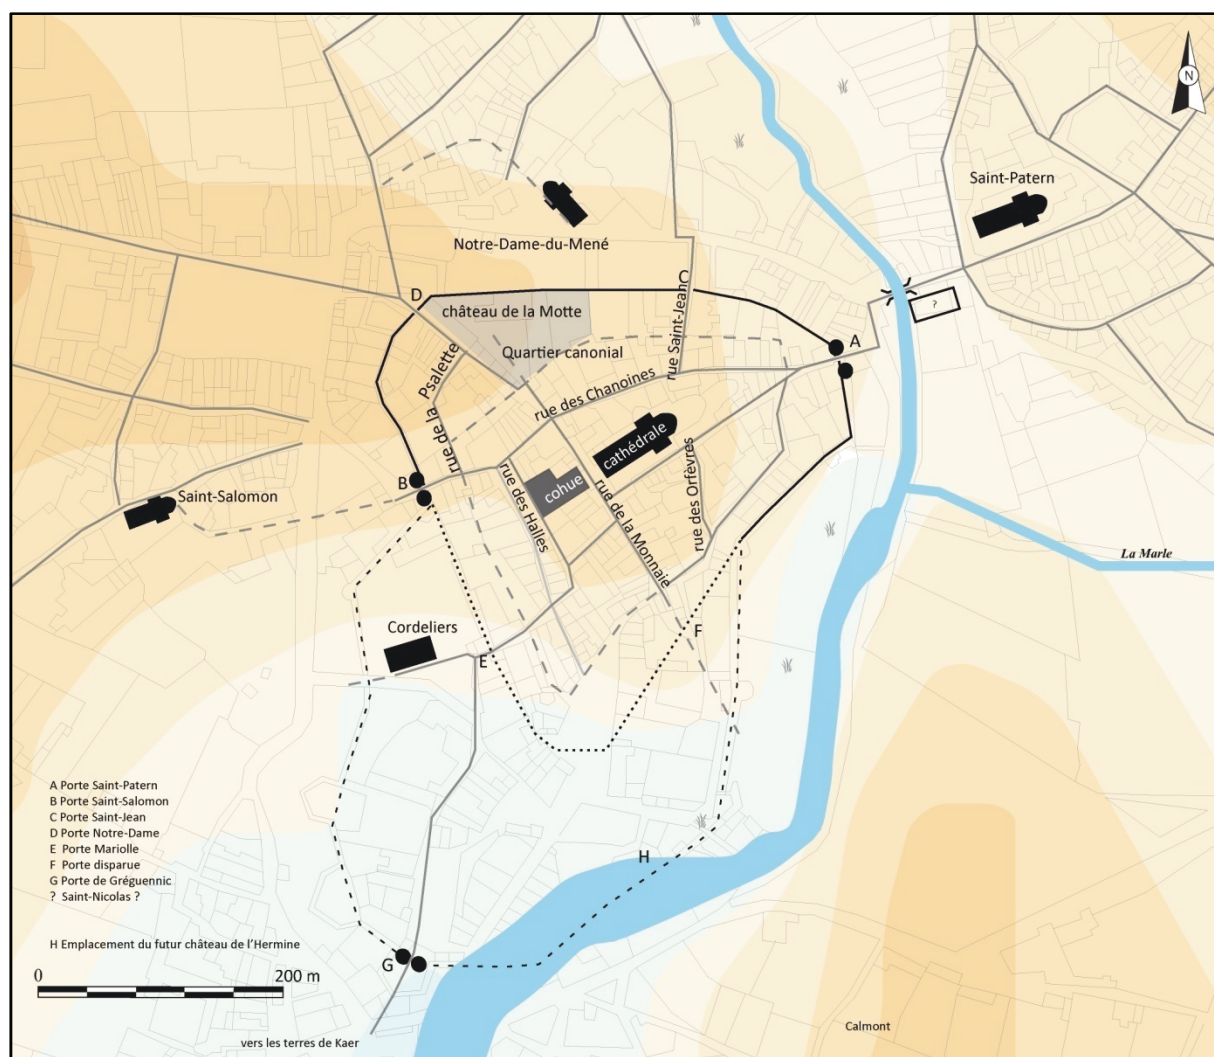 N
Saint-Patern
Notre-Dame-du-Mené
C
D
château de la Motte
rue Saint-Jean
?
A
Quartier canonial
rue de la Psalette
rue des Chanoines
cathédrale
B
Saint-Salomon
cohue
rue des Halles
rue de la Monnaie
rue des Orfèvres
La Marle
Cordeliers
F
E
A Porte Saint-Patern
B Porte Saint-Salomon
C Porte Saint-Jean
D Porte Notre-Dame
E Porte Mariolle
F Porte disparue
G Porte de Gréguennic
? Saint-Nicolas ?
H
H Emplacement du futur château de l'Hermine
G
0 200 m
Calmont
vers les terres de Kaer